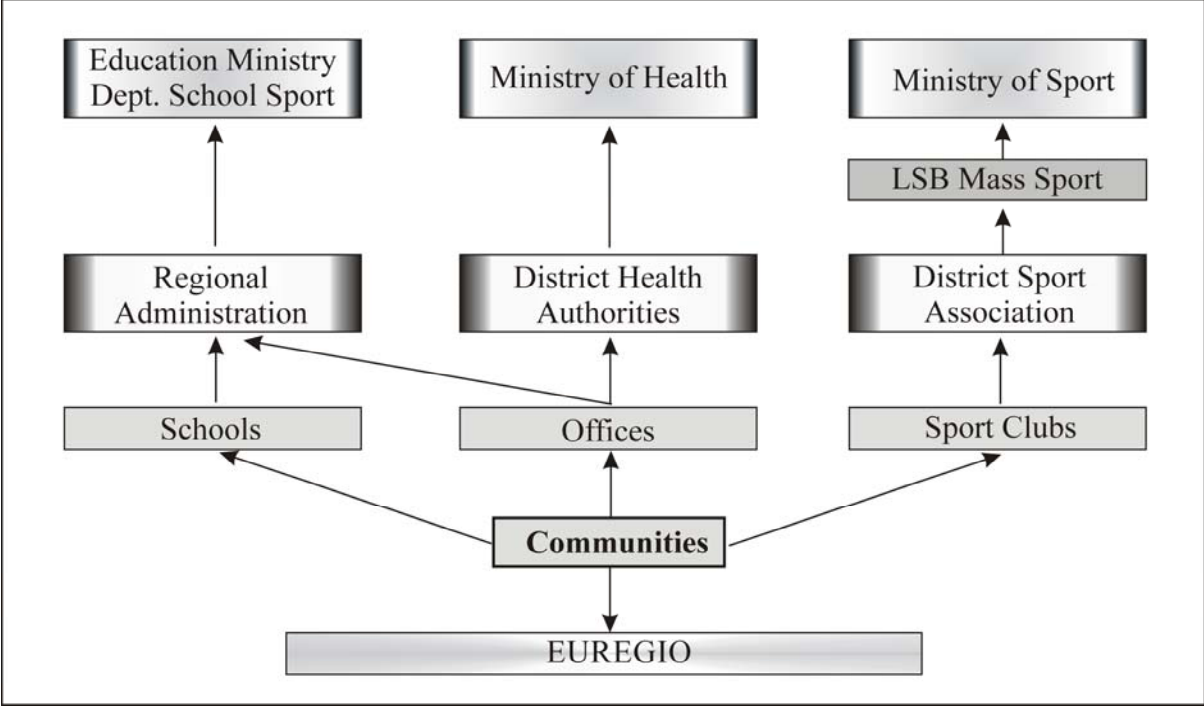 Education Ministry
Dept. School Sport
Ministry of Health
Ministry of Sport
LSB Mass Sport
Regional
Administration
District Health
Authorities
District Sport
Association
Schools
Offices
Sport Clubs
Communities
EUREGIO